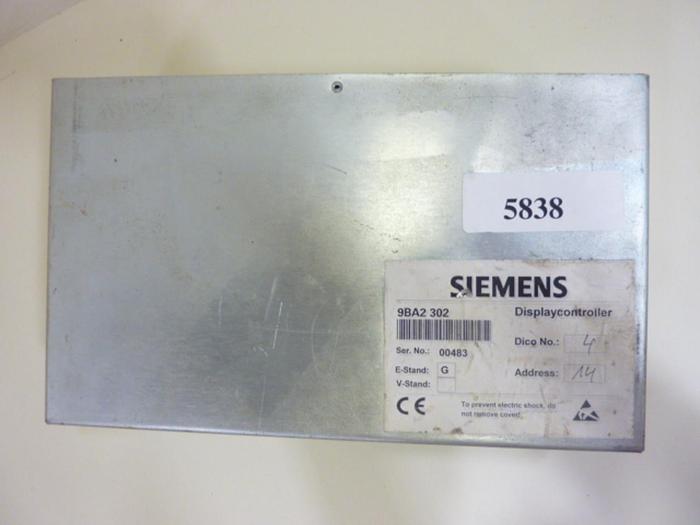 5838
SIEMENS
9BA2 302 Displaycontroller
Ser. No.: 00483 Dico No.: 4
E-Stand: G Address: 14
V-Stand:
CE To prevent electric shock, do
not remove cover!